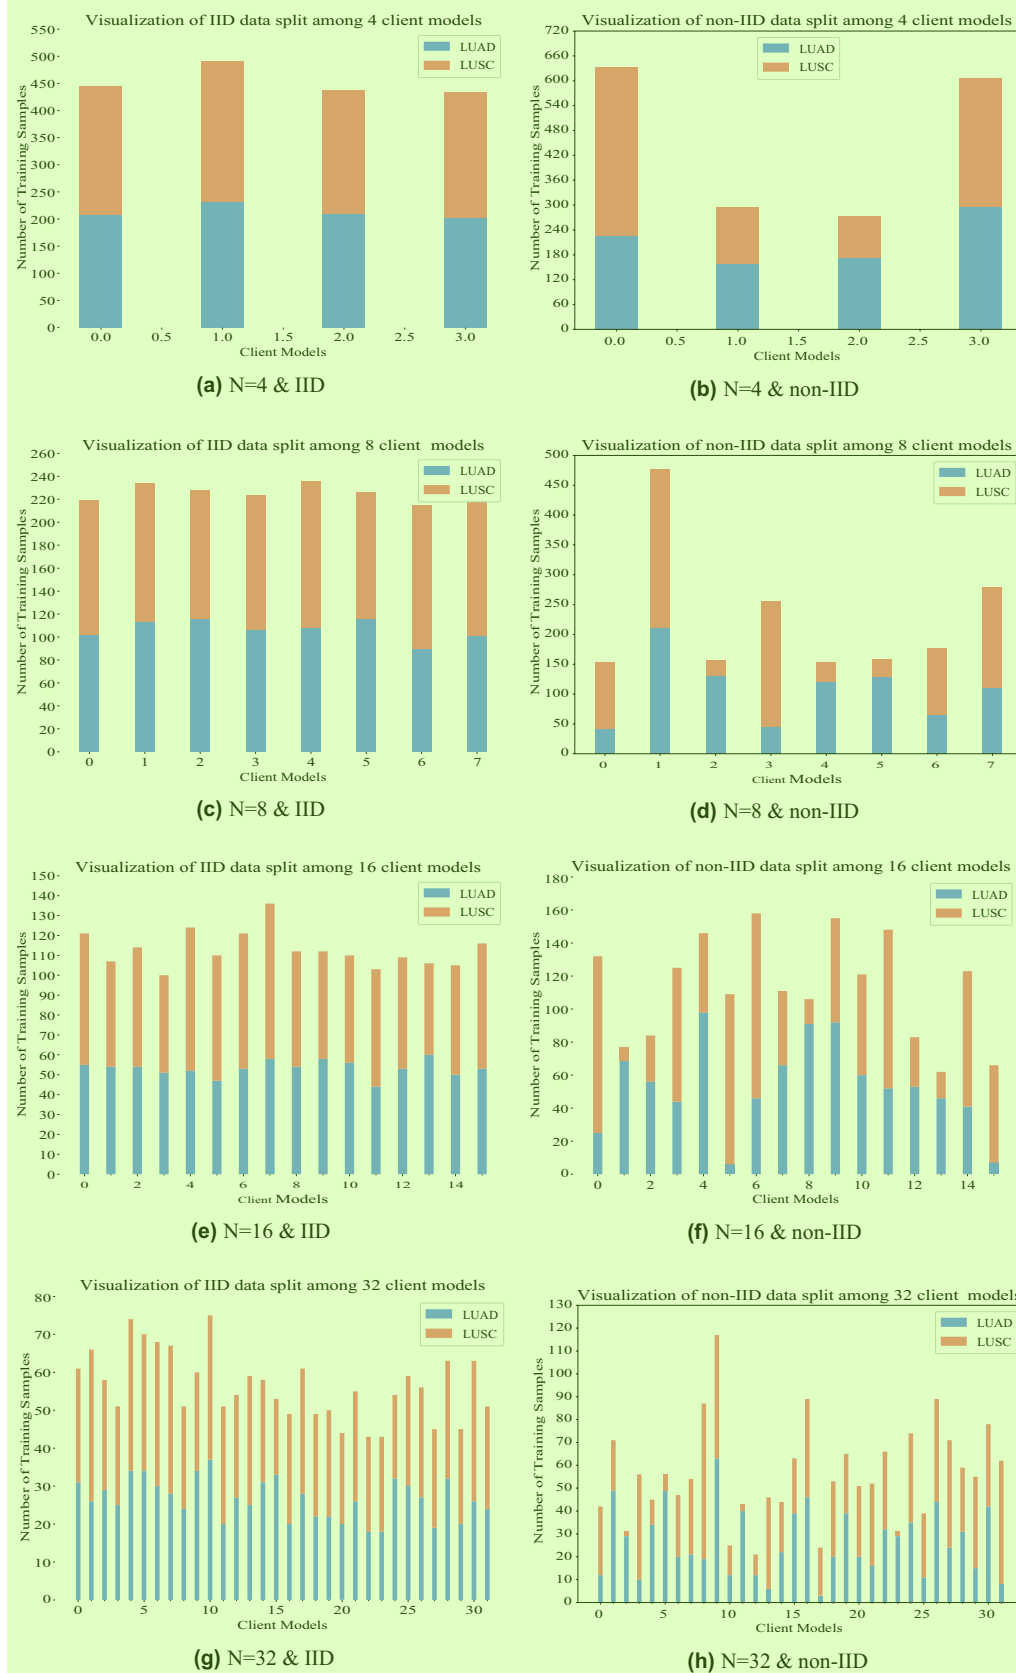 Visualization of IID data split among 4 client models
550
500
450
400
350
300
250
200
150
100
50
0
Number of Training Samples
LUAD
LUSC
0.0 0.5 1.0 1.5 2.0 2.5 3.0
Client Models
(a) N=4 & IID
Visualization of non-IID data split among 4 client models
720
660
600
540
480
420
360
300
240
180
120
60
0
Number of Training Samples
LUAD
LUSC
0.0 0.5 1.0 1.5 2.0 2.5 3.0
Client Models
(b) N=4 & non-IID
Visualization of IID data split among 8 client models
260
240
220
200
180
160
140
120
100
80
60
40
20
0
Number of Training Samples
LUAD
LUSC
0 1 2 3 4 5 6 7
Client Models
(c) N=8 & IID
Visualization of non-IID data split among 8 client models
500
450
400
350
300
250
200
150
100
50
0
Number of Training Samples
LUAD
LUSC
0 1 2 3 4 5 6 7
Client Models
(d) N=8 & non-IID
Visualization of IID data split among 16 client models
150
140
130
120
110
100
90
80
70
60
50
40
30
20
10
0
Number of Training Samples
LUAD
LUSC
0 2 4 6 8 10 12 14
Client Models
(e) N=16 & IID
Visualization of non-IID data split among 16 client models
180
160
140
120
100
80
60
40
20
0
Number of Training Samples
LUAD
LUSC
0 2 4 6 8 10 12 14
Client Models
(f) N=16 & non-IID
Visualization of IID data split among 32 client models
80
70
60
50
40
30
20
10
0
Number of Training Samples
LUAD
LUSC
0 5 10 15 20 25 30
Client Models
(g) N=32 & IID
Visualization of non-IID data split among 32 client models
130
120
110
100
90
80
70
60
50
40
30
20
10
0
Number of Training Samples
LUAD
LUSC
0 5 10 15 20 25 30
Client Models
(h) N=32 & non-IID